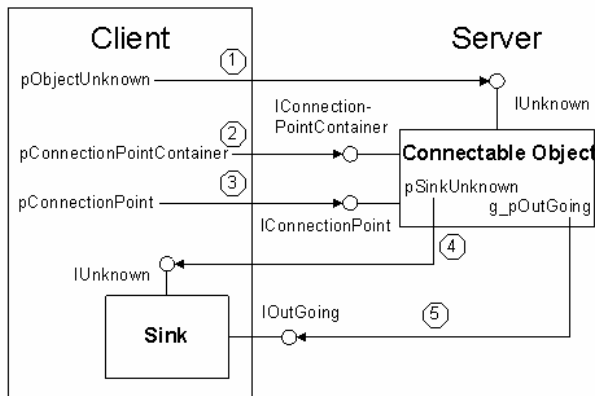 Client
Server
1
pObjectUnknown
IUnknown
IConnection-
PointContainer
2
pConnectionPointContainer
Connectable Object
3
pSinkUnknown
pConnectionPoint
g_pOutGoing
IConnectionPoint
4
IUnknown
IOutGoing
5
Sink